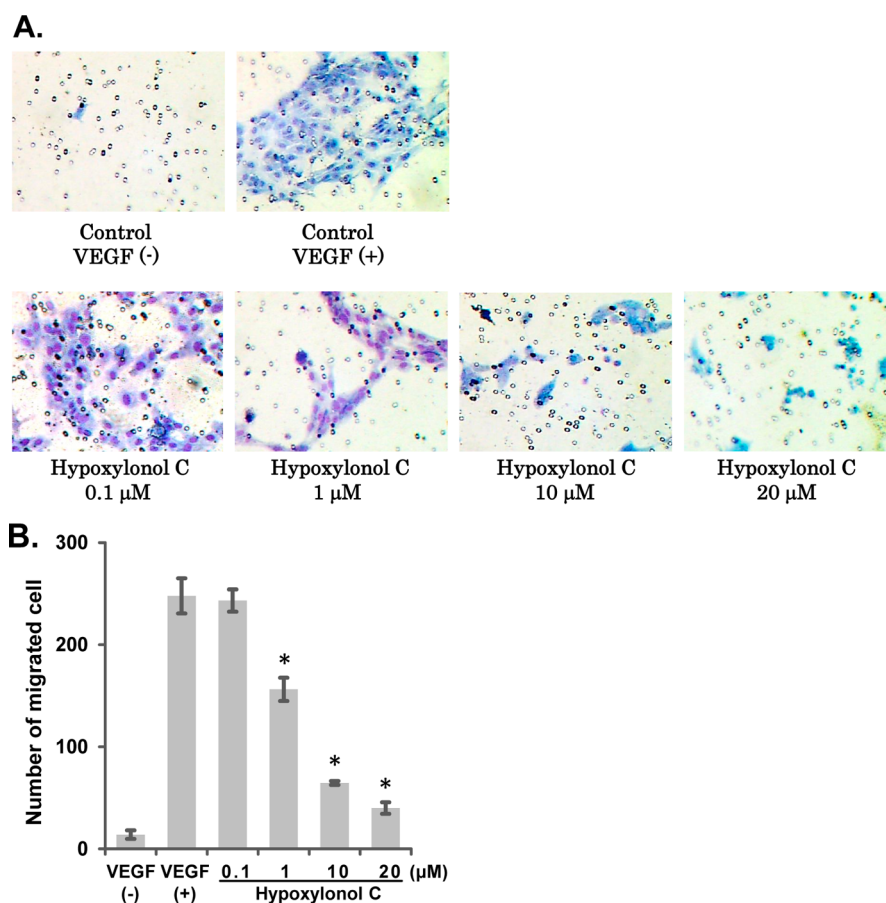 A.
Control
VEGF (-)
Control
VEGF (+)
Hypoxylonol C
0.1 μM
Hypoxylonol C
1 μM
Hypoxylonol C
10 μM
Hypoxylonol C
20 μM
B.
Number of migrated cell
300
200
100
0
*
*
*
VEGF
(-)
VEGF
(+)
0.1 1 10 20 (μM)
Hypoxylonol C